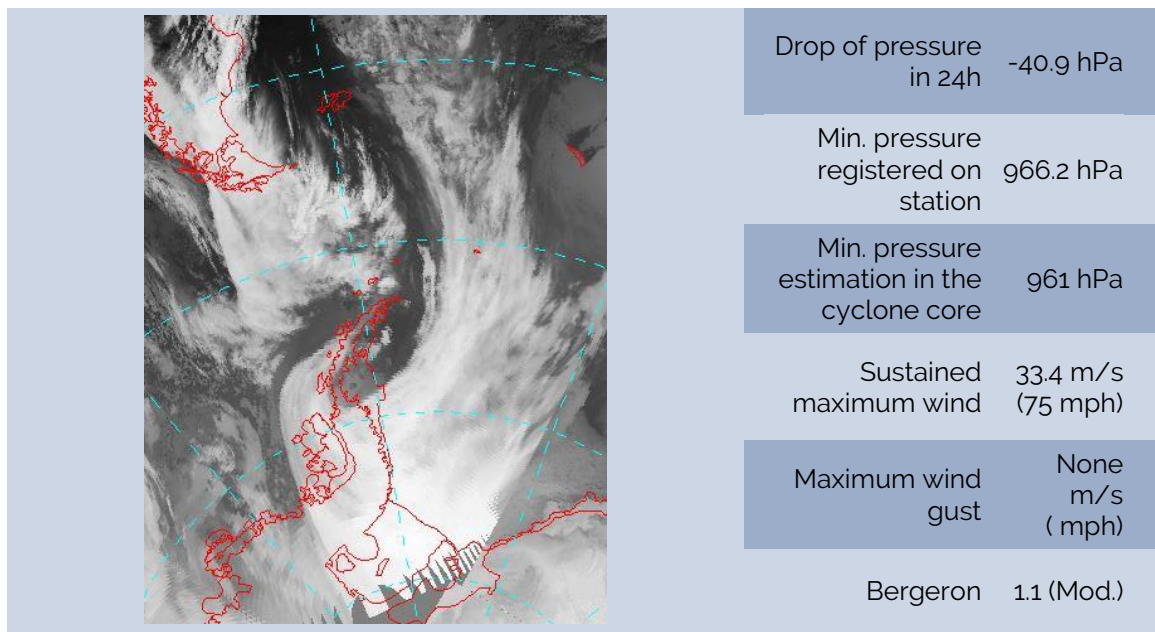 Drop of pressure
in 24h
-40.9 hPa
Min. pressure
registered on
station
966.2 hPa
Min. pressure
estimation in the
cyclone core
961 hPa
Sustained
maximum wind
33.4 m/s
(75 mph)
Maximum wind
gust
None
m/s
( mph)
Bergeron
1.1 (Mod.)